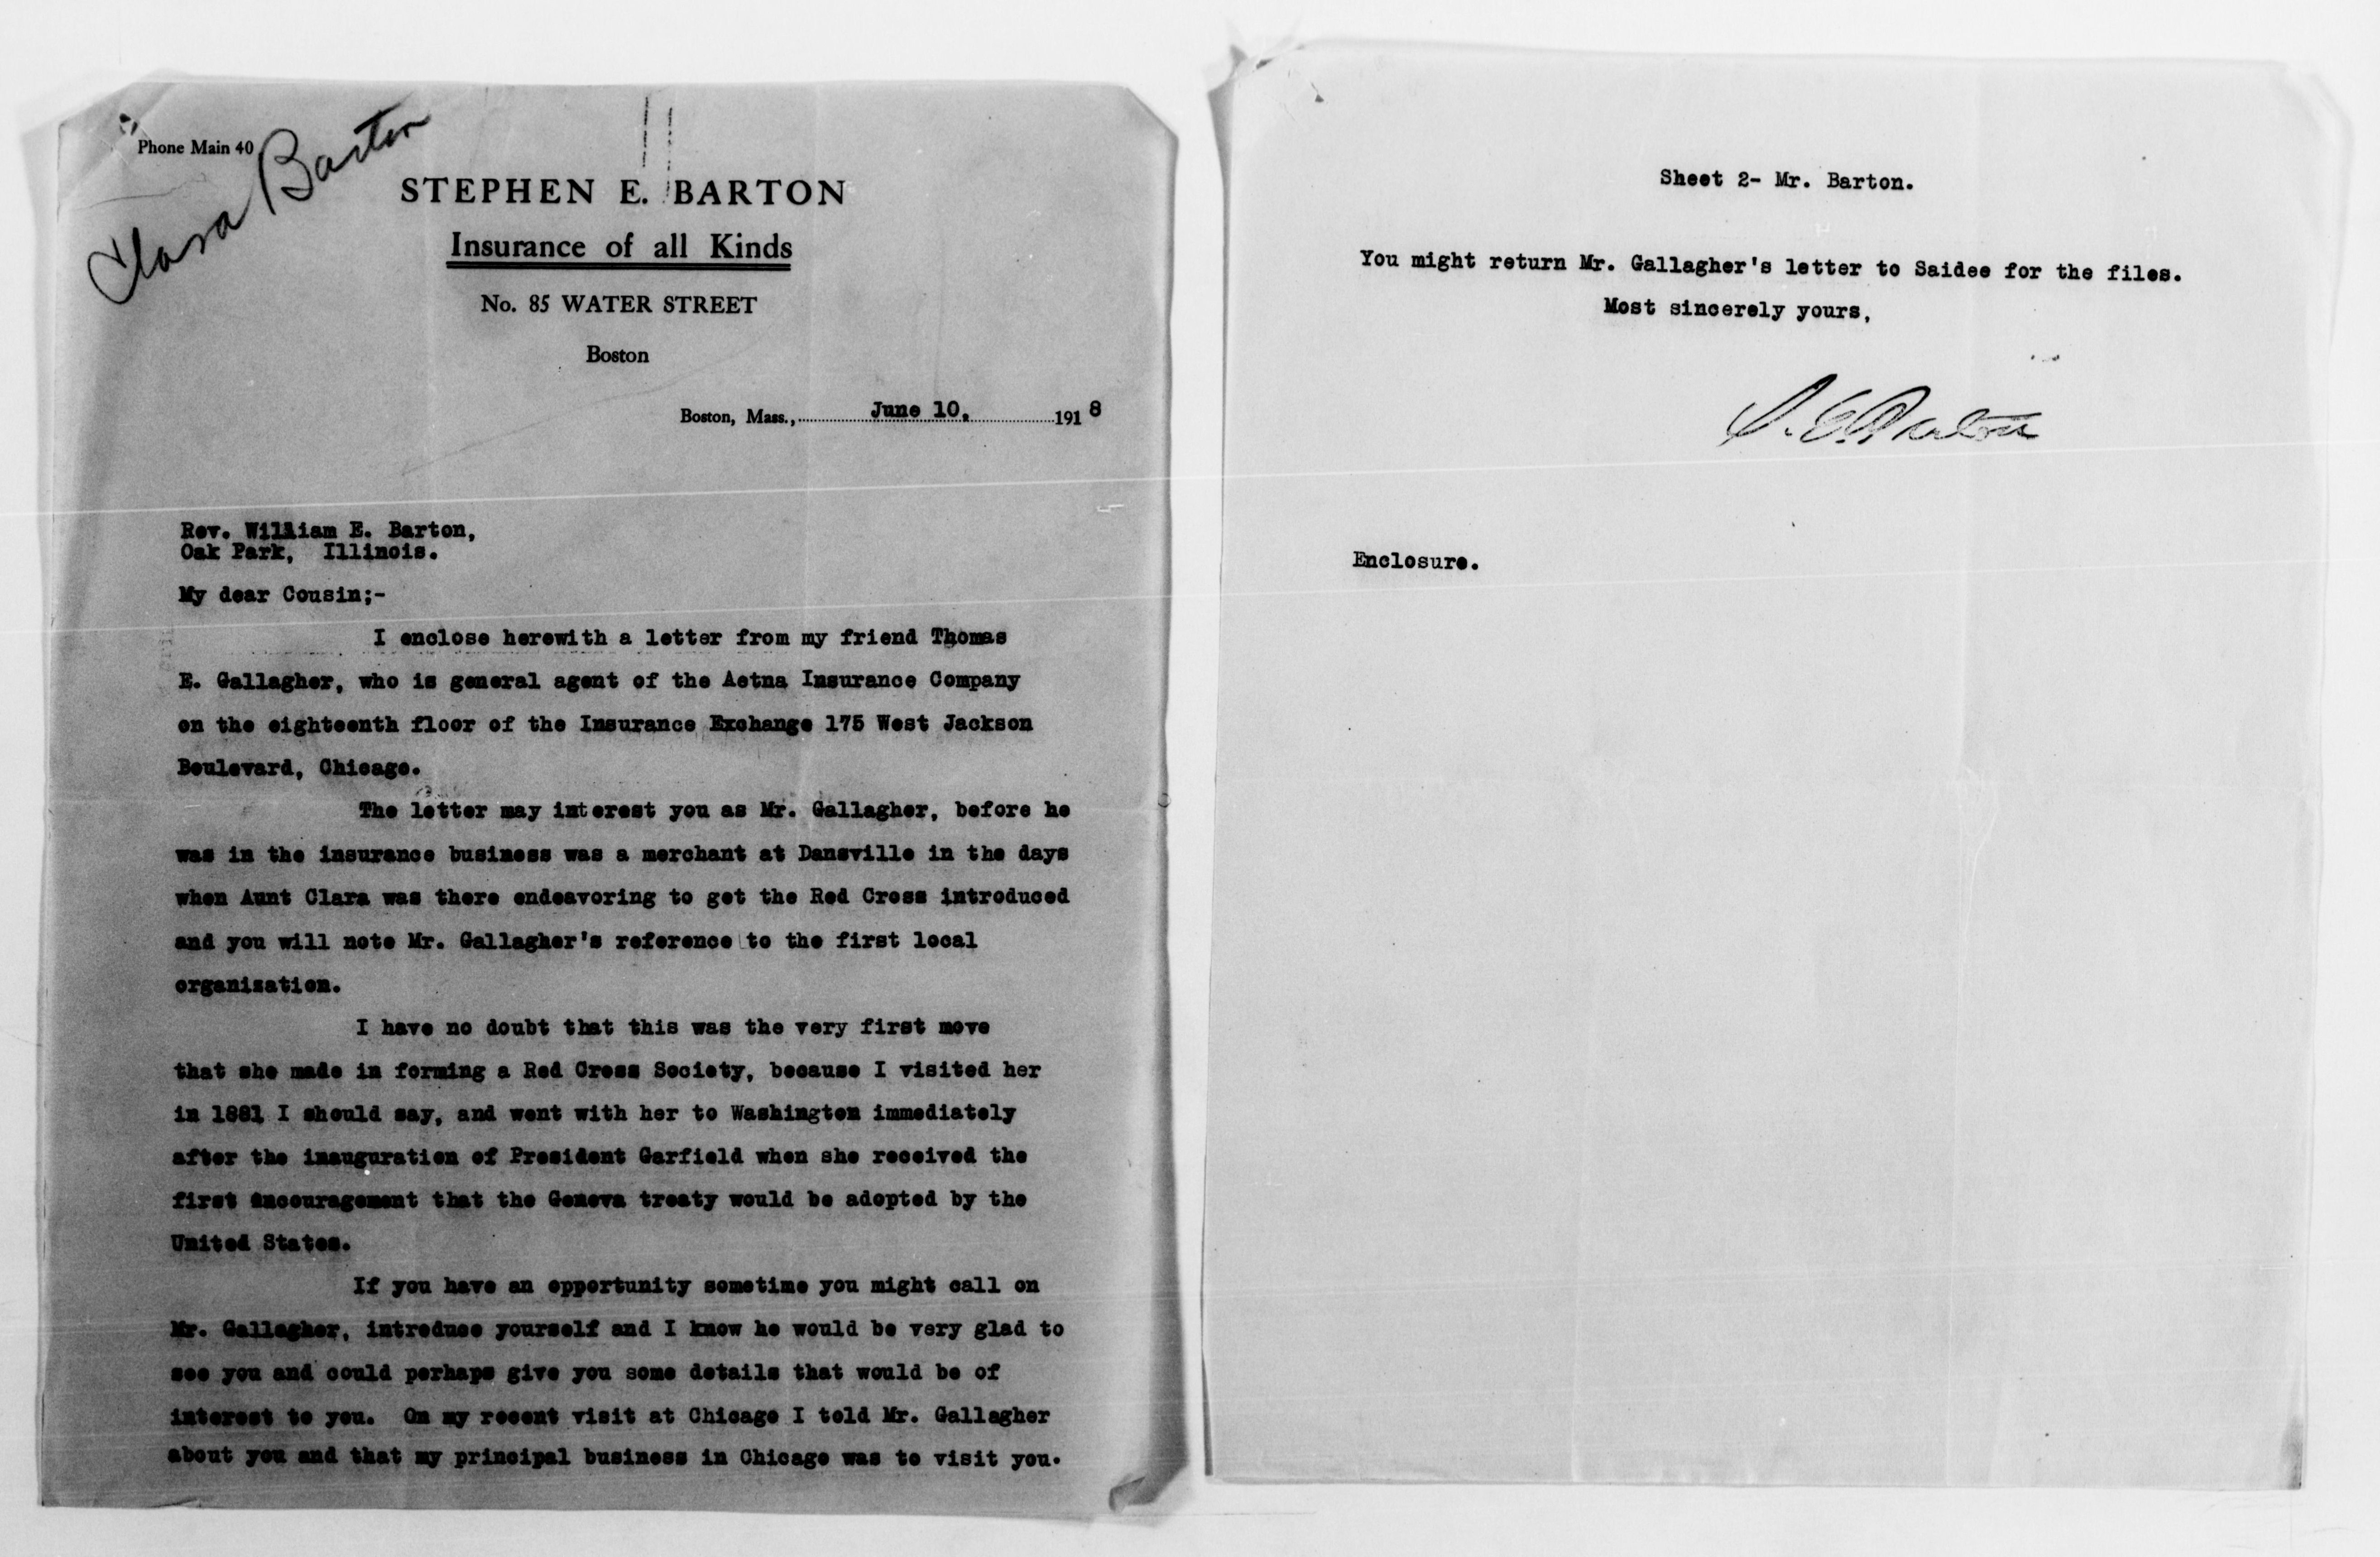 Phone Main 40
Clara Barton
STEPHEN E. BARTON
Insurance of all Kinds
No. 85 WATER STREET
Boston
Boston, Mass., June 10, 1918
Rev. William E. Barton,
Oak Park, Illinois.
My dear Cousin;-
I enclose herewith a letter from my friend Thomas
E. Gallagher, who is general agent of the Aetna Insurance Company
on the eighteenth floor of the Insurance Exchange 175 West Jackson
Boulevard, Chicago.
The letter may interest you as Mr. Gallagher, before he
was in the insurance business was a merchant at Dansville in the days
when Aunt Clara was there endeavoring to get the Red Cross introduced
and you will note Mr. Gallagher's reference to the first local
organization.
I have no doubt that this was the very first move
that she made in forming a Red Cross Society, because I visited her
in 1881 I should say, and went with her to Washington immediately
after the inauguration of President Garfield when she received the
first encouragement that the Geneva treaty would be adopted by the
United States.
If you have an opportunity sometime you might call on
Mr. Gallagher, introduce yourself and I know he would be very glad to
see you and could perhaps give you some details that would be of
interest to you. On my recent visit at Chicago I told Mr. Gallagher
about you and that my principal business in Chicago was to visit you.
Sheet 2- Mr. Barton.
You might return Mr. Gallagher's letter to Saidee for the files.
Most sincerely yours,
S. E. Barton
Enclosure.